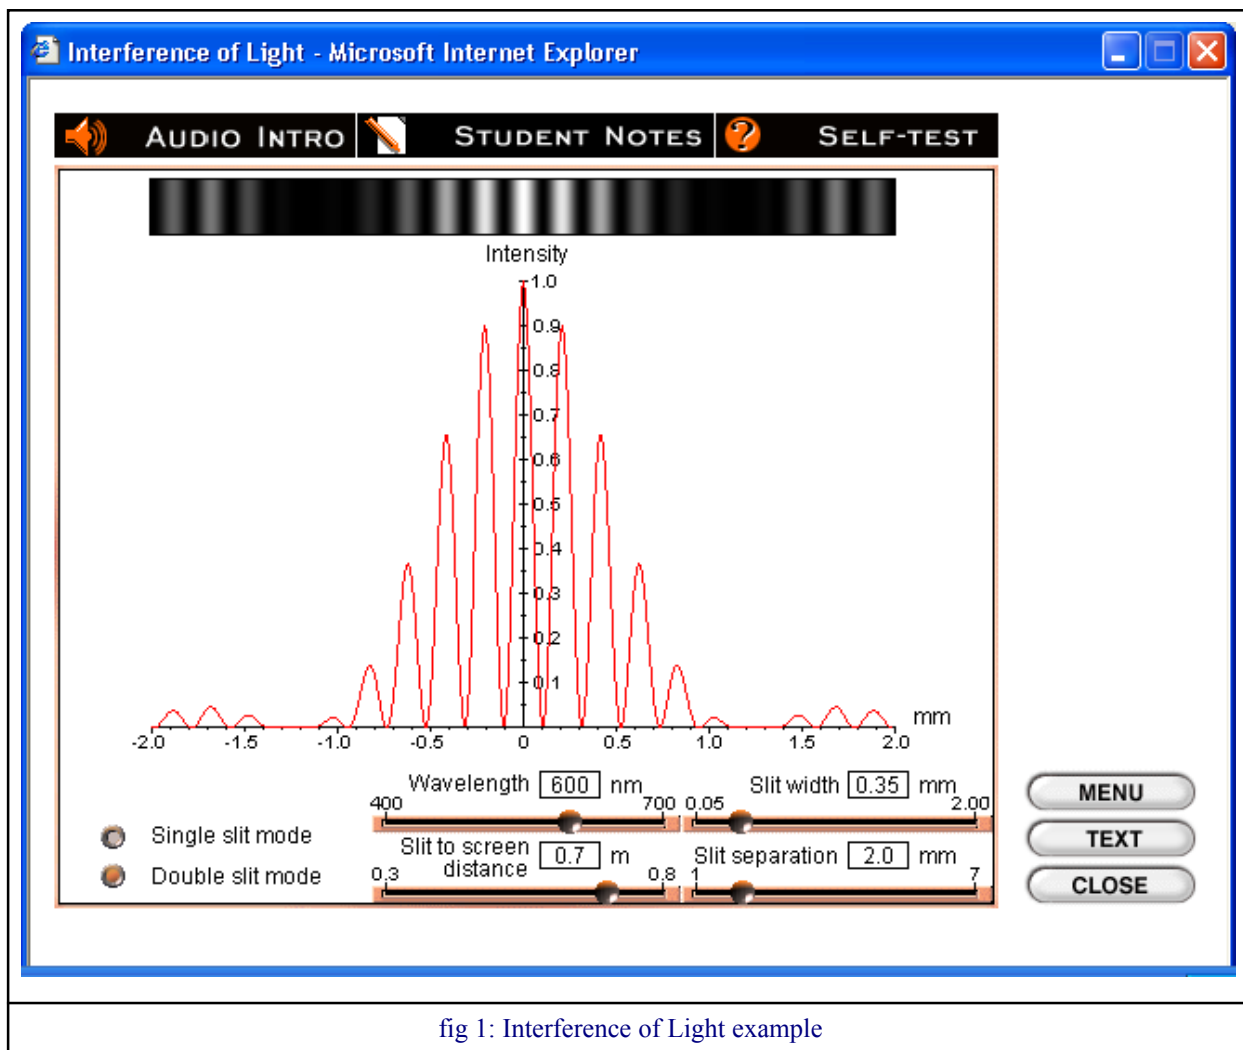 Interference of Light - Microsoft Internet Explorer
AUDIO INTRO STUDENT NOTES SELF-TEST
Intensity
1.0
0.9
0.8
0.7
0.6
0.5
0.4
0.3
0.2
0.1
mm
-2.0 -1.5 -1.0 -0.5 0 0.5 1.0 1.5 2.0
Wavelength 600 nm Slit width 0.35 mm
400 700 0.05 2.00
Single slit mode
Slit to screen distance 0.7 m Slit separation 2.0 mm
0.3 0.8 1 7
Double slit mode
MENU
TEXT
CLOSE
fig 1: Interference of Light example